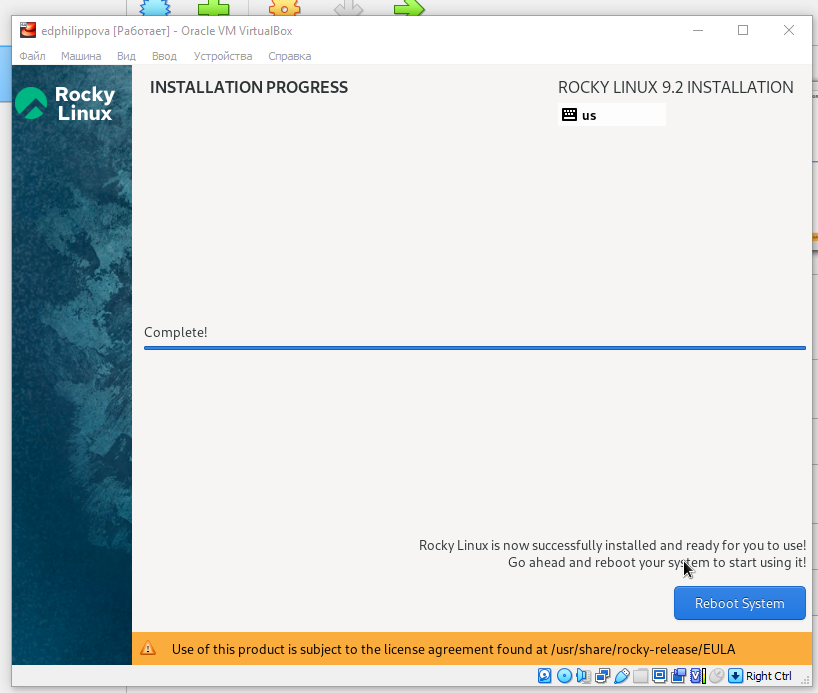 edphilippova [Работает] - Oracle VM VirtualBox
Файл Машина Вид Ввод Устройства Справка
Rocky
Linux
INSTALLATION PROGRESS
ROCKY LINUX 9.2 INSTALLATION
us
Complete!
Rocky Linux is now successfully installed and ready for you to use!
Go ahead and reboot your system to start using it!
Reboot System
Use of this product is subject to the license agreement found at /usr/share/rocky-release/EULA
Right Ctrl